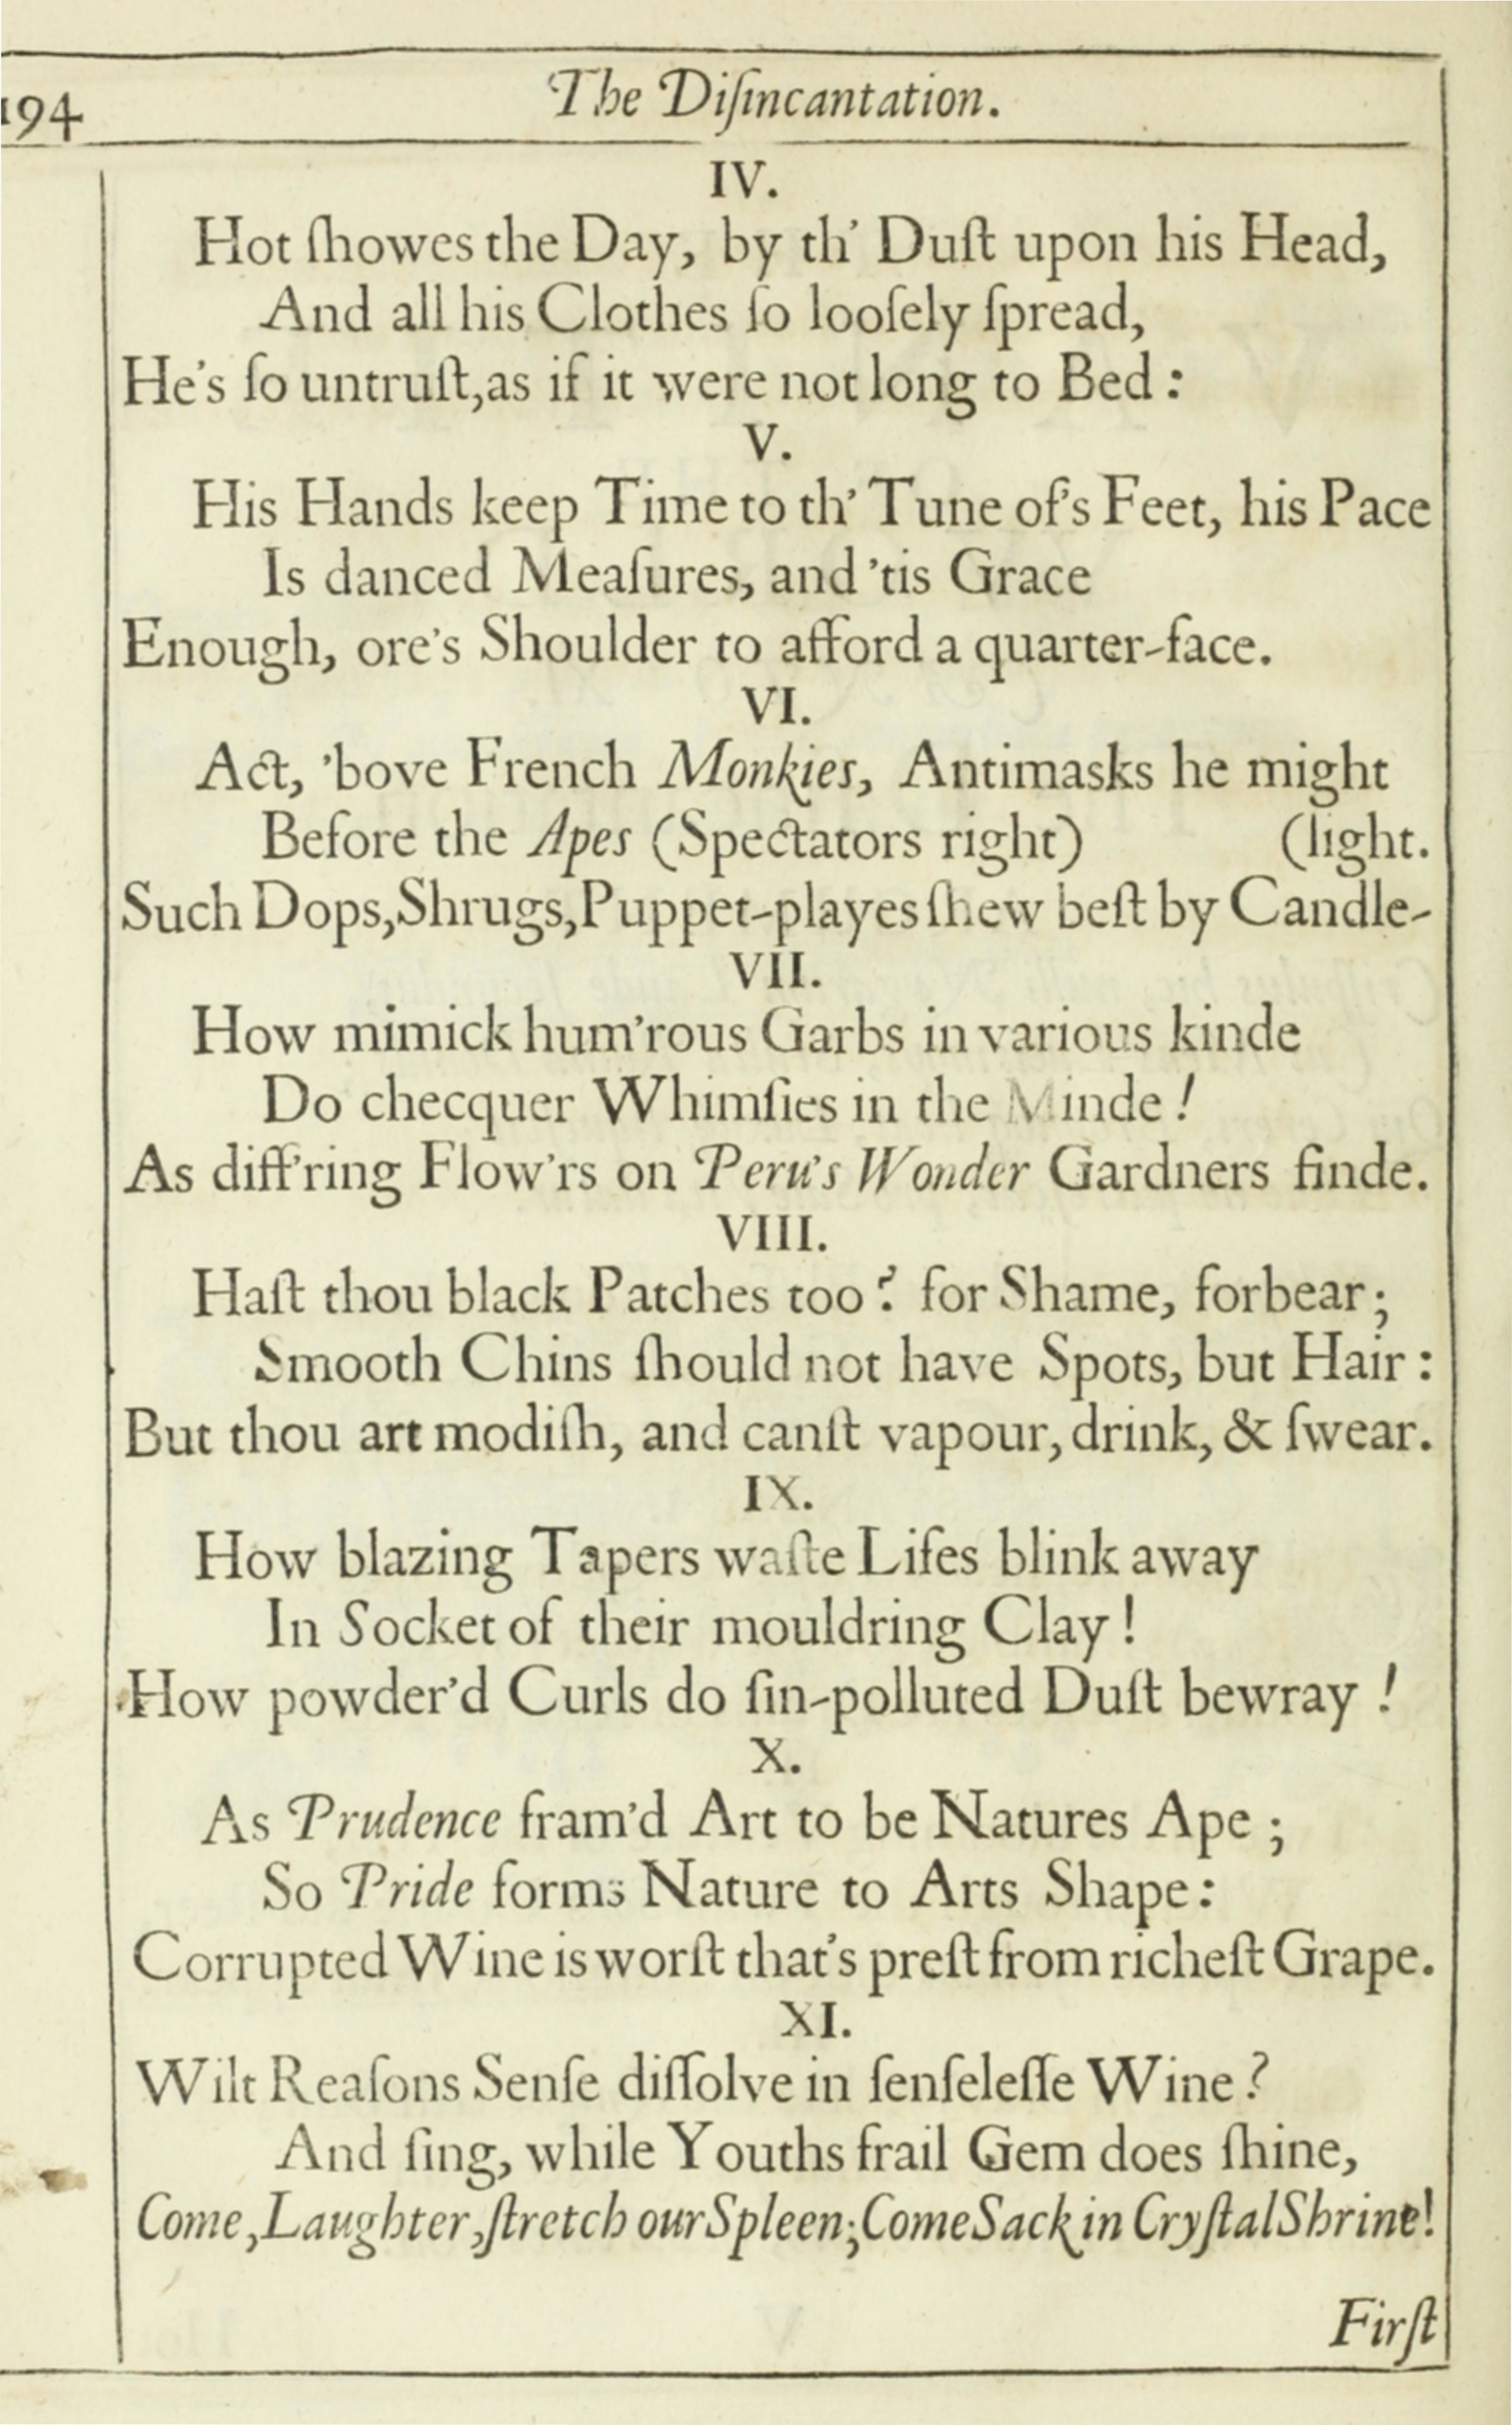 194
The Diſincantation.
IV.
Hot ſhowes the Day, by th' Duſt upon his Head,
And all his Clothes ſo looſely ſpread,
He's ſo untruſt,as if it were not long to Bed :
V.
His Hands keep Time to th' Tune of's Feet, his Pace
Is danced Meaſures, and 'tis Grace
Enough, ore's Shoulder to afford a quarter-face.
VI.
Act, 'bove French Monkies, Antimasks he might
Before the Apes (Spectators right) (light.
Such Dops,Shrugs,Puppet-playes ſhew beſt by Candle-
VII.
How mimick hum'rous Garbs in various kinde
Do checquer Whimſies in the Minde !
As diff'ring Flow'rs on Peru's Wonder Gardners finde.
VIII.
Haſt thou black Patches too ? for Shame, forbear ;
Smooth Chins ſhould not have Spots, but Hair :
But thou art modiſh, and canſt vapour, drink, & ſwear.
IX.
How blazing Tapers waſte Lifes blink away
In Socket of their mouldring Clay !
How powder'd Curls do ſin-polluted Duſt bewray !
X.
As Prudence fram'd Art to be Natures Ape ;
So Pride forms Nature to Arts Shape :
Corrupted Wine is worſt that's preſt from richeſt Grape.
XI.
Wilt Reaſons Senſe diſſolve in ſenſeleſſe Wine ?
And ſing, while Youths frail Gem does ſhine,
Come,Laughter,ſtretch our Spleen;Come Sack in Cryſtal Shrine!
Firſt